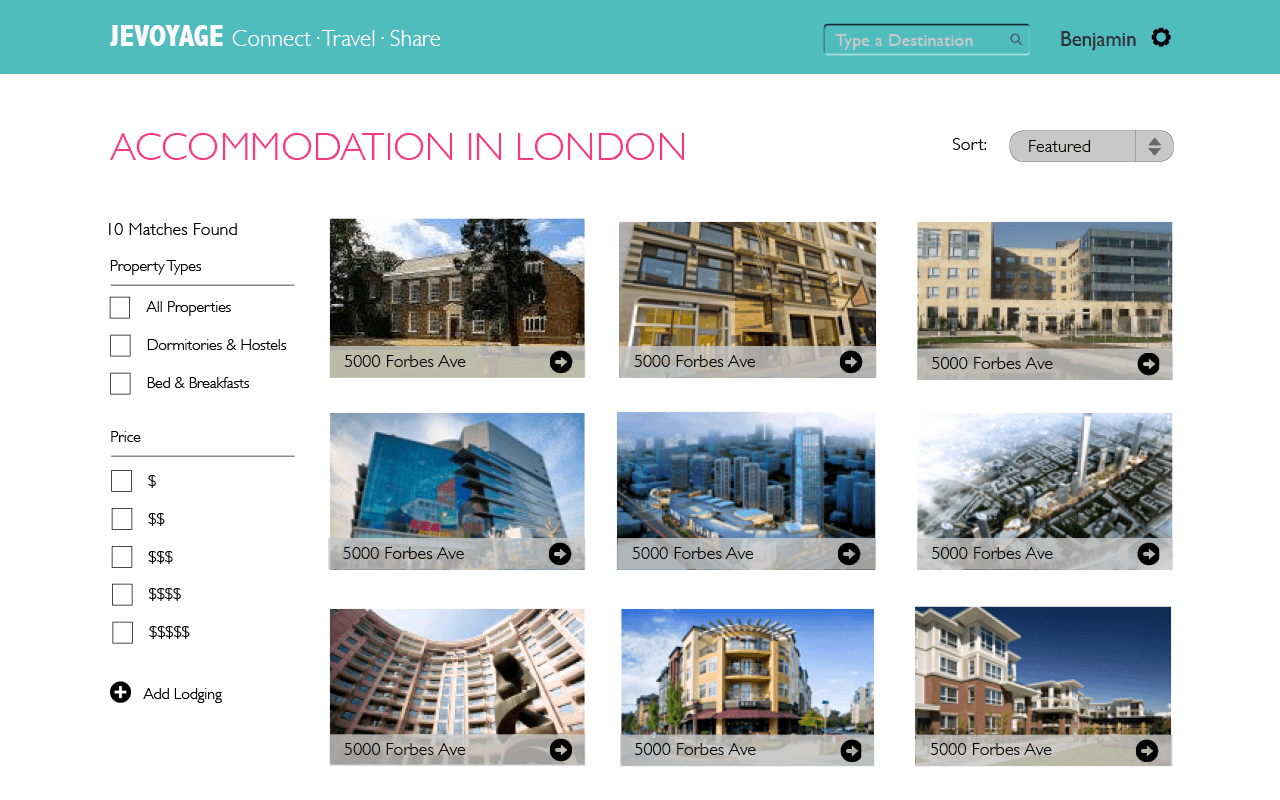 JEVOYAGE Connect · Travel · Share
Type a Destination
Benjamin
ACCOMMODATION IN LONDON
Sort:
Featured
10 Matches Found
Property Types
All Properties
Dormitories & Hostels
Bed & Breakfasts
Price
$
$$
$$$
$$$$
$$$$$
Add Lodging
5000 Forbes Ave
5000 Forbes Ave
5000 Forbes Ave
5000 Forbes Ave
5000 Forbes Ave
5000 Forbes Ave
5000 Forbes Ave
5000 Forbes Ave
5000 Forbes Ave